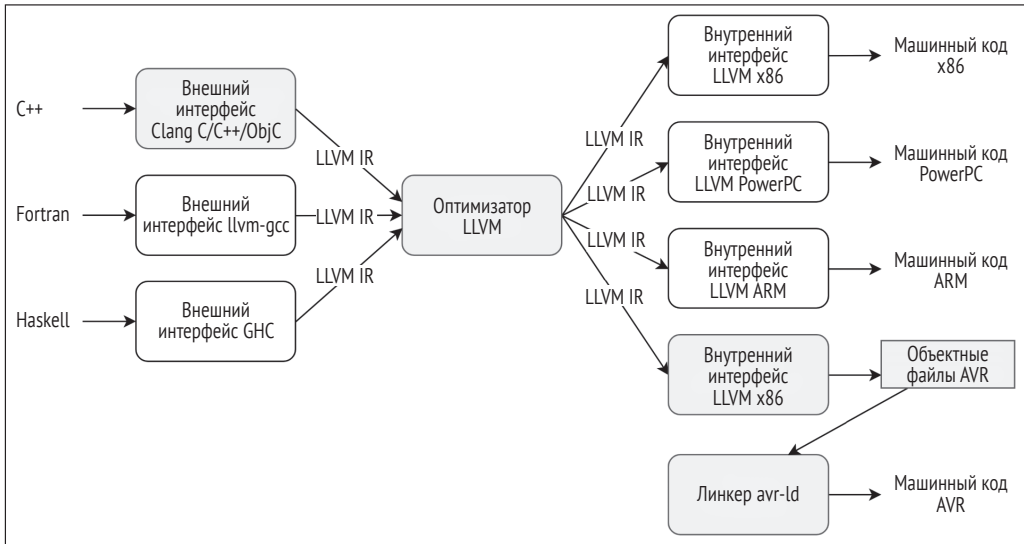 C++
Внешний
интерфейс
Clang C/C++/ObjC
LLVM IR
Fortran
Внешний
интерфейс llvm-gcc
LLVM IR
Haskell
Внешний
интерфейс GHC
LLVM IR
Оптимизатор
LLVM
LLVM IR
Внутренний
интерфейс
LLVM x86
Машинный код
x86
LLVM IR
Внутренний
интерфейс
LLVM PowerPC
Машинный код
PowerPC
LLVM IR
Внутренний
интерфейс
LLVM ARM
Машинный код
ARM
LLVM IR
Внутренний
интерфейс
LLVM x86
Объектные
файлы AVR
Линкер avr-ld
Машинный код
AVR